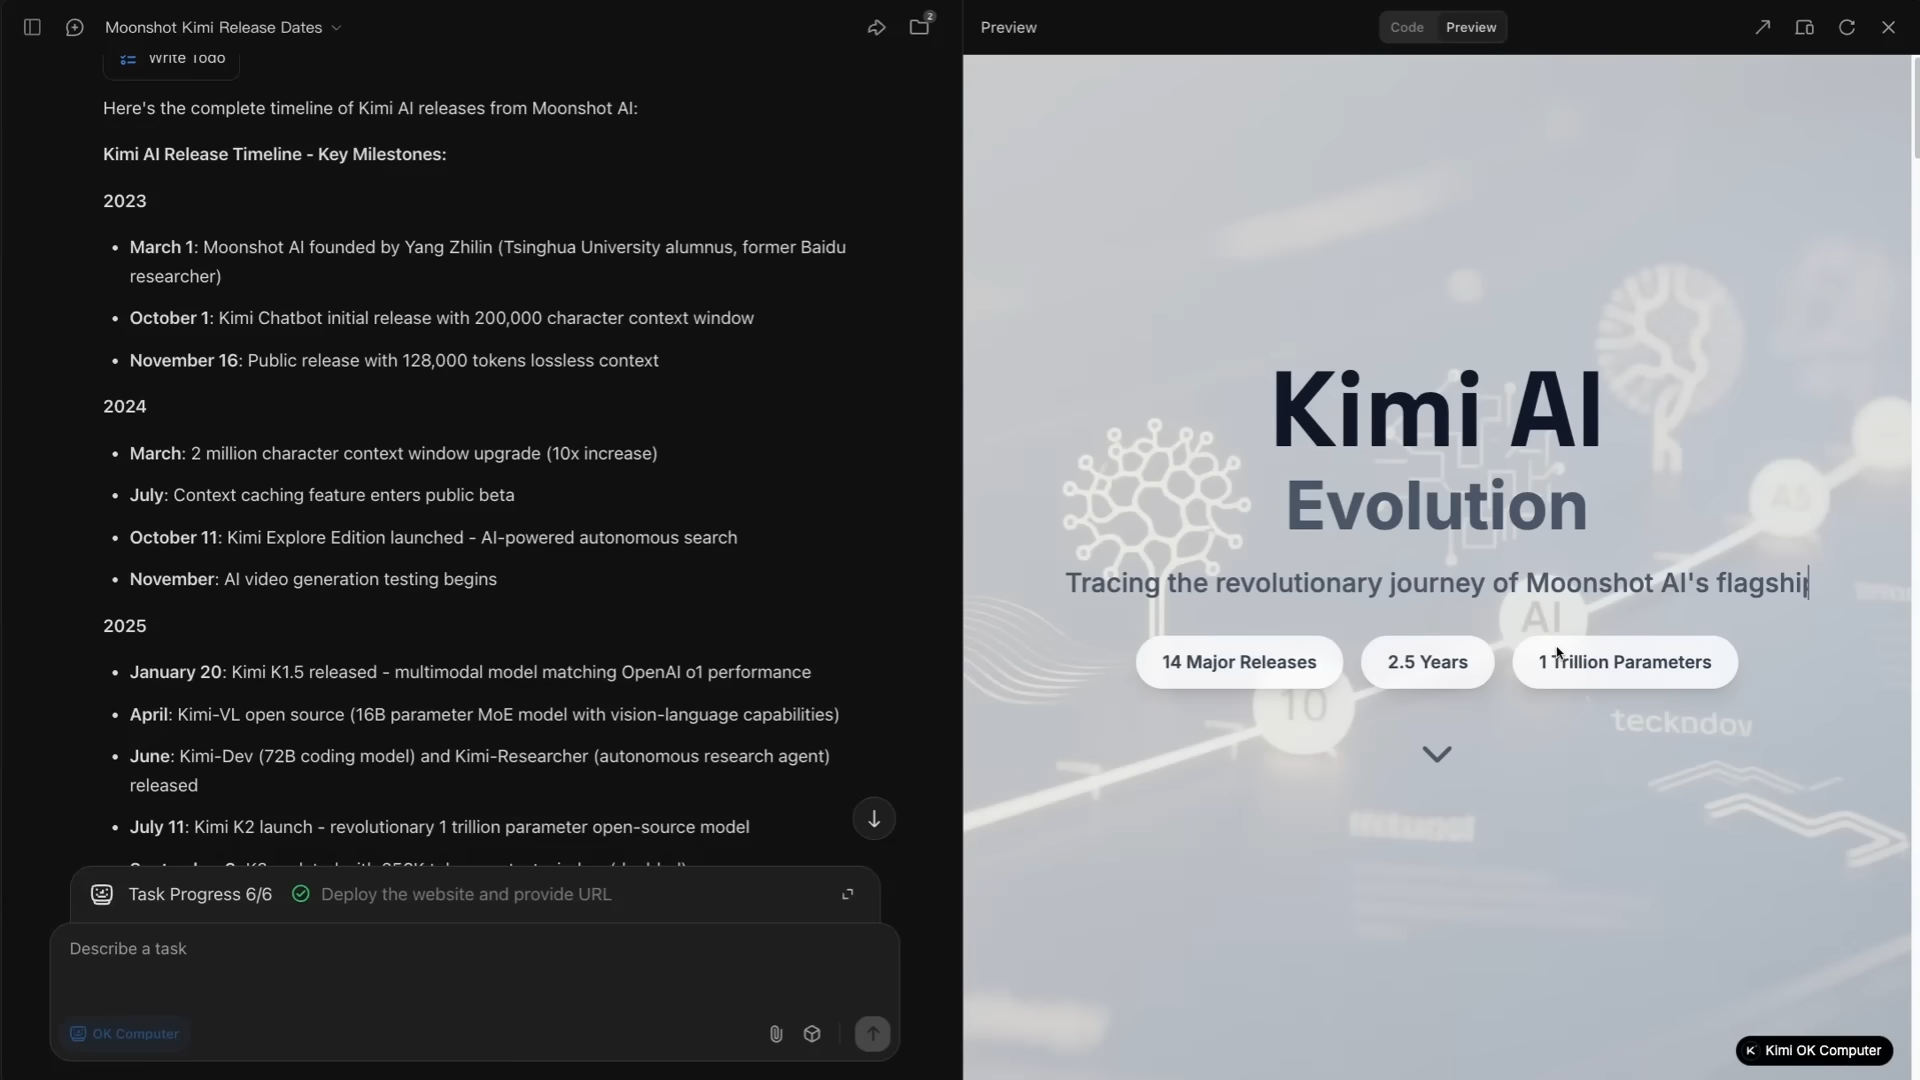 Moonshot Kimi Release Dates
2
Write Todo
Here's the complete timeline of Kimi AI releases from Moonshot AI:
Kimi AI Release Timeline - Key Milestones:
2023
• March 1: Moonshot AI founded by Yang Zhilin (Tsinghua University alumnus, former Baidu
researcher)
• October 1: Kimi Chatbot initial release with 200,000 character context window
• November 16: Public release with 128,000 tokens lossless context
2024
• March: 2 million character context window upgrade (10x increase)
• July: Context caching feature enters public beta
• October 11: Kimi Explore Edition launched - AI-powered autonomous search
• November: AI video generation testing begins
2025
• January 20: Kimi K1.5 released - multimodal model matching OpenAI o1 performance
• April: Kimi-VL open source (16B parameter MoE model with vision-language capabilities)
• June: Kimi-Dev (72B coding model) and Kimi-Researcher (autonomous research agent)
released
• July 11: Kimi K2 launch - revolutionary 1 trillion parameter open-source model
Task Progress 6/6 Deploy the website and provide URL
Describe a task
OK Computer
Preview
Code Preview
Kimi AI
Evolution
Tracing the revolutionary journey of Moonshot AI's flagship
AI
14 Major Releases 2.5 Years 1 Trillion Parameters
10
teckndov
Kimi OK Computer